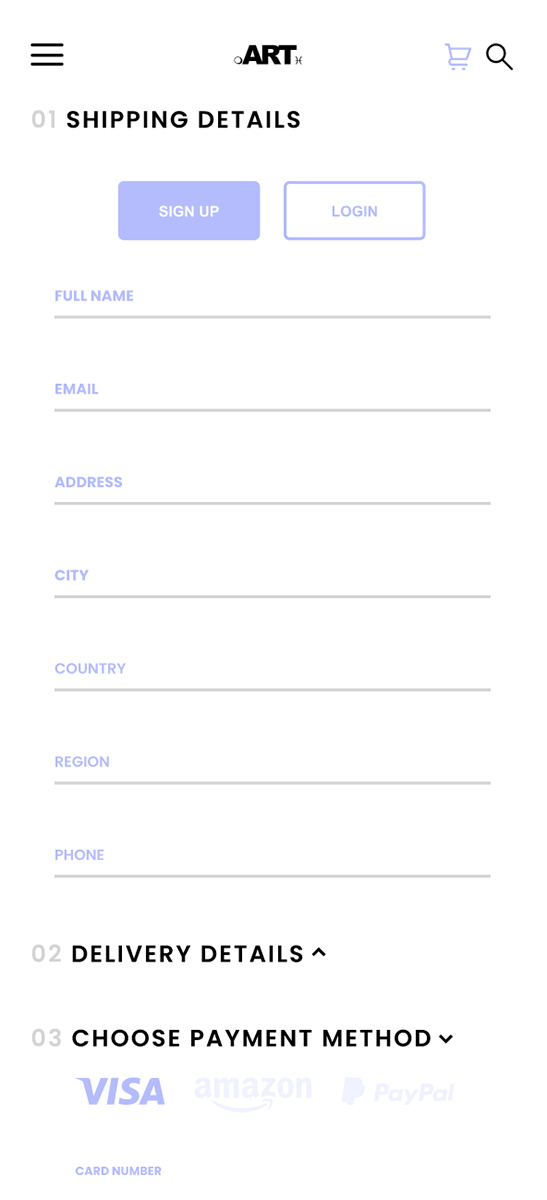 ART
01 SHIPPING DETAILS
SIGN UP LOGIN
FULL NAME
EMAIL
ADDRESS
CITY
COUNTRY
REGION
PHONE
02 DELIVERY DETAILS
03 CHOOSE PAYMENT METHOD
VISA amazon PayPal
CARD NUMBER